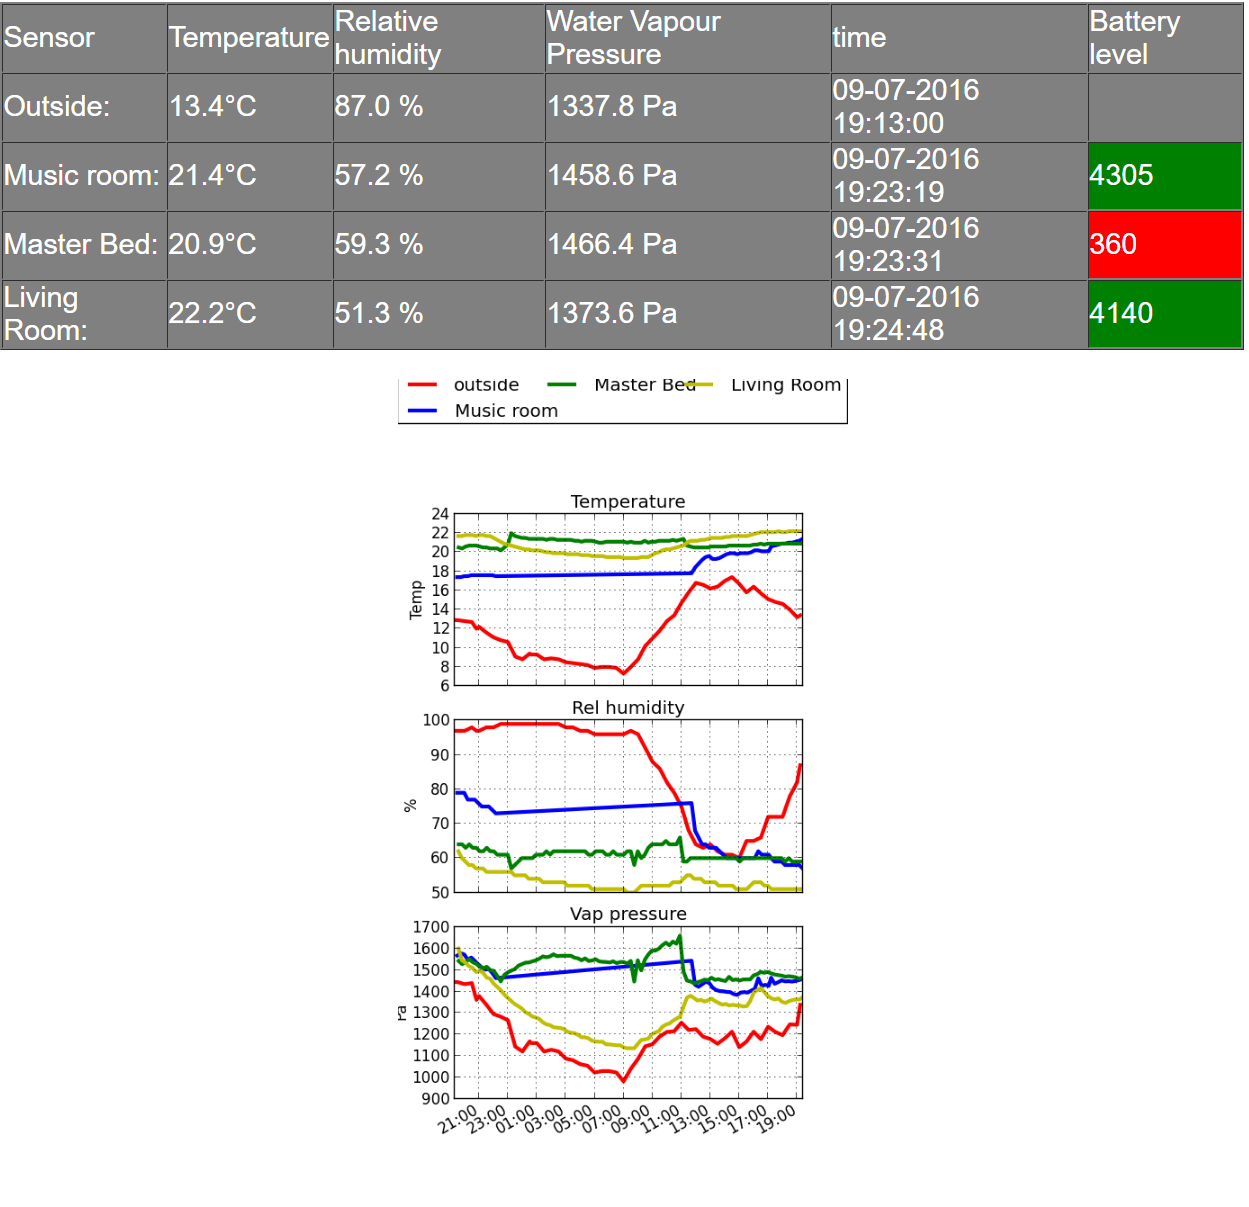 Sensor Temperature Relative humidity Water Vapour Pressure time Battery level
Outside: 13.4°C 87.0 % 1337.8 Pa 09-07-2016 19:13:00
Music room: 21.4°C 57.2 % 1458.6 Pa 09-07-2016 19:23:19 4305
Master Bed: 20.9°C 59.3 % 1466.4 Pa 09-07-2016 19:23:31 360
Living Room: 22.2°C 51.3 % 1373.6 Pa 09-07-2016 19:24:48 4140
outside Master Bed Living Room
Music room
Temperature
24
22
20
18
16
14
12
10
8
6
Temp
Rel humidity
100
90
80
70
60
50
%
Vap pressure
1700
1600
1500
1400
1300
1200
1100
1000
900
Pa
21:00 23:00 01:00 03:00 05:00 07:00 09:00 11:00 13:00 15:00 17:00 19:00